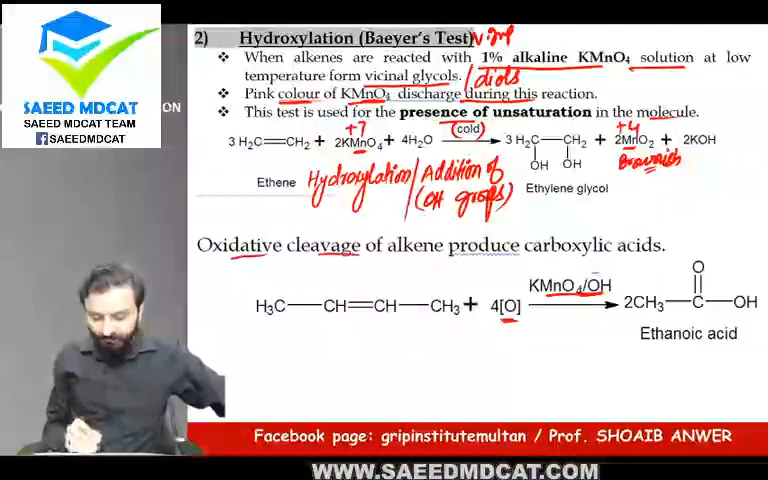 2) Hydroxylation (Baeyer's Test)
❖ When alkenes are reacted with 1% alkaline KMnO₄ solution at low
temperature form vicinal glycols. / diols
❖ Pink colour of KMnO₄ discharge during this reaction.
❖ This test is used for the presence of unsaturation in the molecule.
+7 (cold) +4
3 H₂C=CH₂ + 2KMnO₄ + 4H₂O → 3 H₂C—CH₂ + 2MnO₂ + 2KOH
OH OH
Ethene
Ethylene glycol
Hydroxylation / Addition of
(OH groups)
Oxidative cleavage of alkene produce carboxylic acids.
H₃C—CH=CH—CH₃ + 4[O] KMnO₄/OH⁻ → 2CH₃—C—OH
O
Ethanoic acid
SAEED MDCAT
SAEED MDCAT TEAM
f SAEEDMDCAT
ON
Facebook page: gripinstitutemultan / Prof. SHOAIB ANWER
WWW.SAEEDMDCAT.COM